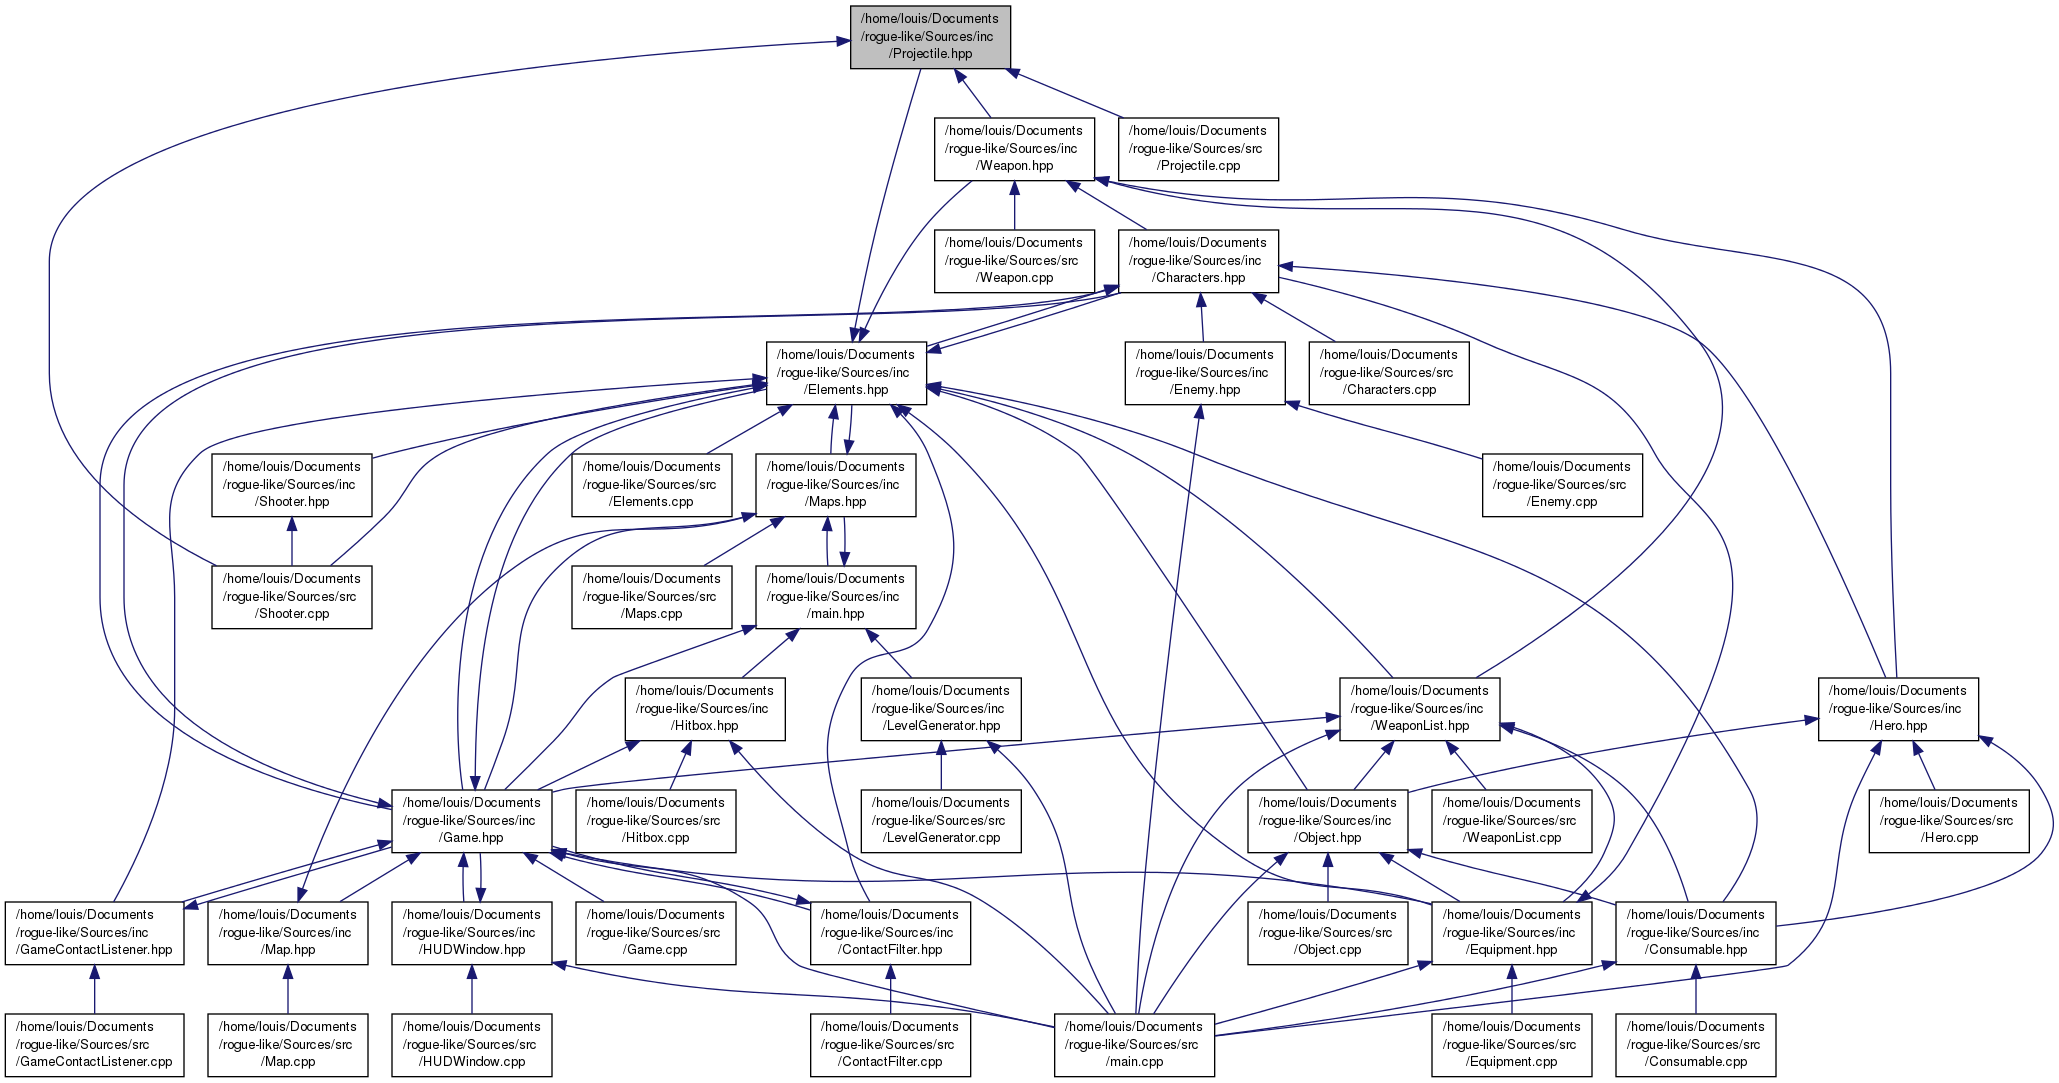 /home/louis/Documents
/rogue-like/Sources/inc
/Projectile.hpp
/home/louis/Documents
/rogue-like/Sources/inc
/Weapon.hpp
/home/louis/Documents
/rogue-like/Sources/src
/Projectile.cpp
/home/louis/Documents
/rogue-like/Sources/src
/Weapon.cpp
/home/louis/Documents
/rogue-like/Sources/inc
/Characters.hpp
/home/louis/Documents
/rogue-like/Sources/inc
/Elements.hpp
/home/louis/Documents
/rogue-like/Sources/inc
/Enemy.hpp
/home/louis/Documents
/rogue-like/Sources/src
/Characters.cpp
/home/louis/Documents
/rogue-like/Sources/inc
/Shooter.hpp
/home/louis/Documents
/rogue-like/Sources/src
/Elements.cpp
/home/louis/Documents
/rogue-like/Sources/inc
/Maps.hpp
/home/louis/Documents
/rogue-like/Sources/src
/Enemy.cpp
/home/louis/Documents
/rogue-like/Sources/src
/Shooter.cpp
/home/louis/Documents
/rogue-like/Sources/src
/Maps.cpp
/home/louis/Documents
/rogue-like/Sources/inc
/main.hpp
/home/louis/Documents
/rogue-like/Sources/inc
/Hitbox.hpp
/home/louis/Documents
/rogue-like/Sources/inc
/LevelGenerator.hpp
/home/louis/Documents
/rogue-like/Sources/inc
/WeaponList.hpp
/home/louis/Documents
/rogue-like/Sources/inc
/Hero.hpp
/home/louis/Documents
/rogue-like/Sources/inc
/Game.hpp
/home/louis/Documents
/rogue-like/Sources/src
/Hitbox.cpp
/home/louis/Documents
/rogue-like/Sources/src
/LevelGenerator.cpp
/home/louis/Documents
/rogue-like/Sources/inc
/Object.hpp
/home/louis/Documents
/rogue-like/Sources/src
/WeaponList.cpp
/home/louis/Documents
/rogue-like/Sources/src
/Hero.cpp
/home/louis/Documents
/rogue-like/Sources/inc
/GameContactListener.hpp
/home/louis/Documents
/rogue-like/Sources/inc
/Map.hpp
/home/louis/Documents
/rogue-like/Sources/inc
/HUDWindow.hpp
/home/louis/Documents
/rogue-like/Sources/src
/Game.cpp
/home/louis/Documents
/rogue-like/Sources/inc
/ContactFilter.hpp
/home/louis/Documents
/rogue-like/Sources/src
/Object.cpp
/home/louis/Documents
/rogue-like/Sources/inc
/Equipment.hpp
/home/louis/Documents
/rogue-like/Sources/inc
/Consumable.hpp
/home/louis/Documents
/rogue-like/Sources/src
/GameContactListener.cpp
/home/louis/Documents
/rogue-like/Sources/src
/Map.cpp
/home/louis/Documents
/rogue-like/Sources/src
/HUDWindow.cpp
/home/louis/Documents
/rogue-like/Sources/src
/ContactFilter.cpp
/home/louis/Documents
/rogue-like/Sources/src
/main.cpp
/home/louis/Documents
/rogue-like/Sources/src
/Equipment.cpp
/home/louis/Documents
/rogue-like/Sources/src
/Consumable.cpp